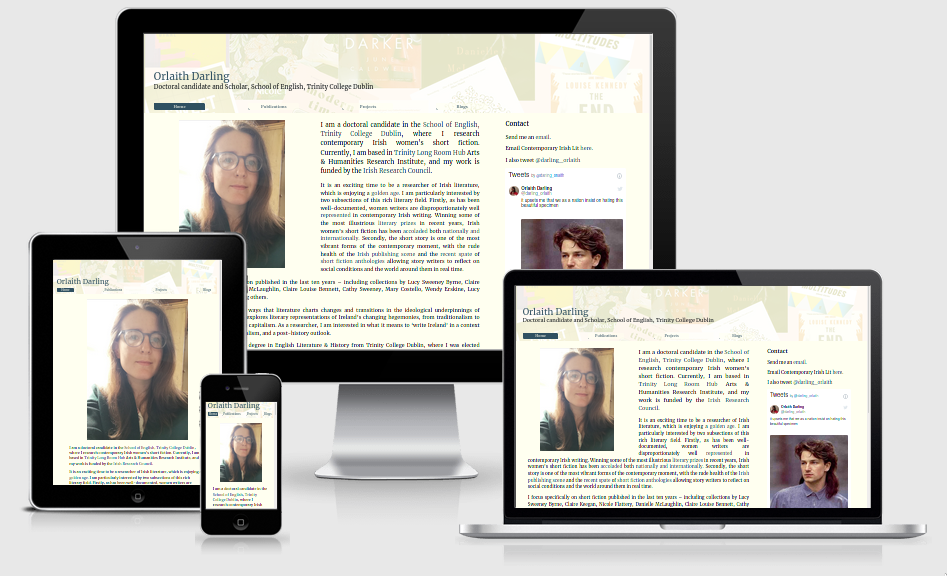 DARKER
MULTITUDES
THE
END
Orlaith Darling
Doctoral candidate and Scholar, School of English, Trinity College Dublin
Home
Publications
Projects
Blogs
I am a doctoral candidate in the School of English,
Trinity College Dublin, where I research
contemporary Irish women's short fiction.
Currently, I am based in Trinity Long Room Hub Arts
& Humanities Research Institute, and my work is
funded by the Irish Research Council.
It is an exciting time to be a researcher of Irish literature,
which is enjoying a golden age. I am particularly interested by
two subsections of this rich literary field. Firstly, as has been
well-documented, women writers are disproportionately well
represented in contemporary Irish writing. Winning some of
the most illustrious literary prizes in recent years, Irish
women's short fiction has been accoladed both nationally and
internationally. Secondly, the short story is one of the most
vibrant forms of the contemporary moment, with the rude
health of the Irish publishing scene and the recent spate of
short fiction anthologies allowing story writers to reflect on
social conditions and the world around them in real time.
published in the last ten years – including collections by Lucy Sweeney Byrne, Claire
McLaughlin, Claire Louise Bennett, Cathy Sweeney, Mary Costello, Wendy Erskine, Lucy
others.
ways that literature charts changes and transitions in the ideological underpinnings of
explores literary representations of Ireland's changing hegemonies, from traditionalism to
capitalism. As a researcher, I am interested in what it means to 'write Ireland' in a context
and a post-history outlook.
degree in English Literature & History from Trinity College Dublin, where I was elected
Contact
Send me an email.
Email Contemporary Irish Lit here.
I also tweet @darling_orlaith
Tweets by @darling_orlaith
Orlaith Darling
@darling_orlaith
It upsets me that we as a nation insist on hating this
beautiful specimen
Orlaith Darling
Home
Publications
Projects
Blogs
I am a doctoral candidate in the School of English, Trinity College Dublin,
where I research contemporary Irish women's short fiction. Currently, I am
based in Trinity Long Room Hub Arts & Humanities Research Institute, and
my work is funded by the Irish Research Council.
It is an exciting time to be a researcher of Irish literature, which is enjoying
golden age. I am particularly interested by two subsections of this rich literary
field. Firstly, as has been well-documented, women writers are
Orlaith Darling
Home
Publications
Projects
Blogs
I am a doctoral candidate in the
School of English, Trinity
College Dublin, where I
research contemporary Irish
DARKER
MULTITUDES
THE
END
Orlaith Darling
Doctoral candidate and Scholar, School of English, Trinity College Dublin
Home
Publications
Projects
Blogs
I am a doctoral candidate in the School of
English, Trinity College Dublin, where I
research contemporary Irish women's
short fiction. Currently, I am based in
Trinity Long Room Hub Arts &
Humanities Research Institute, and my
work is funded by the Irish Research
Council.
It is an exciting time to be a researcher of Irish
literature, which is enjoying a golden age. I am
particularly interested by two subsections of this
rich literary field. Firstly, as has been well-
documented, women writers are
disproportionately well represented in
contemporary Irish writing. Winning some of the most illustrious literary prizes in recent years, Irish
women's short fiction has been accoladed both nationally and internationally. Secondly, the short
story is one of the most vibrant forms of the contemporary moment, with the rude health of the Irish
publishing scene and the recent spate of short fiction anthologies allowing story writers to reflect on
social conditions and the world around them in real time.
I focus specifically on short fiction published in the last ten years – including collections by Lucy
Sweeney Byrne, Claire Keegan, Nicole Flattery, Danielle McLaughlin, Claire Louise Bennett, Cathy
Contact
Send me an email.
Email Contemporary Irish Lit here.
I also tweet @darling_orlaith
Tweets by @darling_orlaith
Orlaith Darling
@darling_orlaith
It upsets me that we as a nation insist on hating this
beautiful specimen